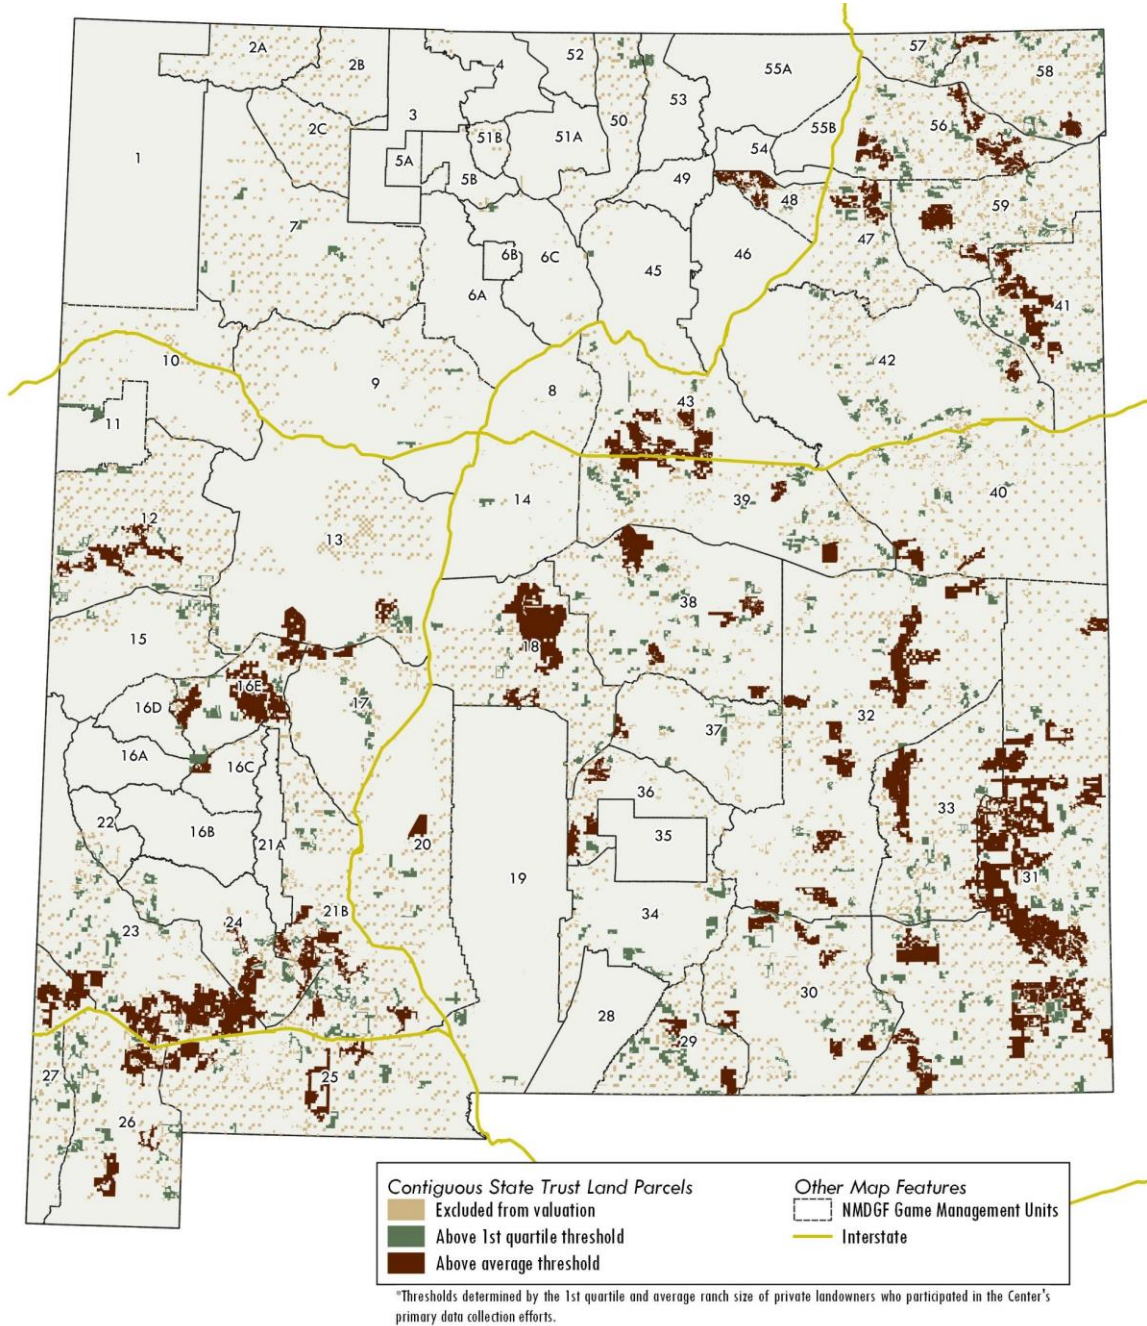 2A
2B
4
52
57
58
55A
53
50
2C
3
51B
51A
55B
56
1
5A
54
5B
49
48
59
7
47
6B
6C
46
6A
45
41
10
42
9
8
43
11
14
39
40
12
13
38
15
18
16E
17
16D
32
37
16A
16C
36
33
22
16B
35
20
21A
19
31
34
21B
24
23
30
28
29
27
25
26
Contiguous State Trust Land Parcels
Excluded from valuation
Above 1st quartile threshold
Above average threshold
Other Map Features
NMDGF Game Management Units
Interstate
*Thresholds determined by the 1st quartile and average ranch size of private landowners who participated in the Center's
primary data collection efforts.